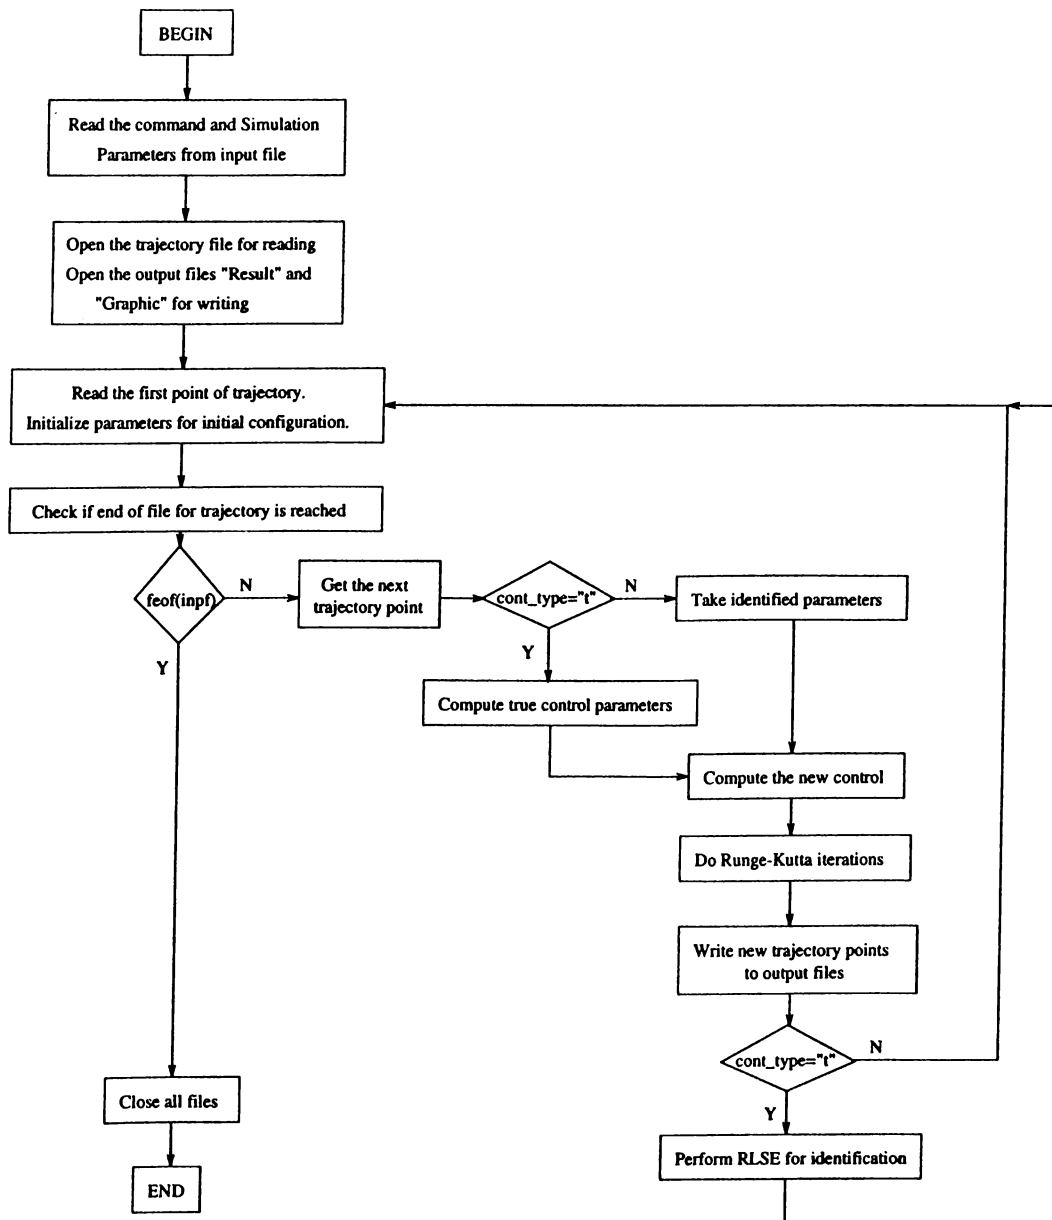 BEGIN
Read the command and Simulation
Parameters from input file
Open the trajectory file for reading
Open the output files "Result" and
"Graphic" for writing
Read the first point of trajectory.
Initialize parameters for initial configuration.
Check if end of file for trajectory is reached
feof(inpf)
N
Y
Get the next
trajectory point
cont_type="t"
N
Y
Take identified parameters
Compute true control parameters
Compute the new control
Do Runge-Kutta iterations
Write new trajectory points
to output files
cont_type="t"
N
Y
Perform RLSE for identification
Close all files
END